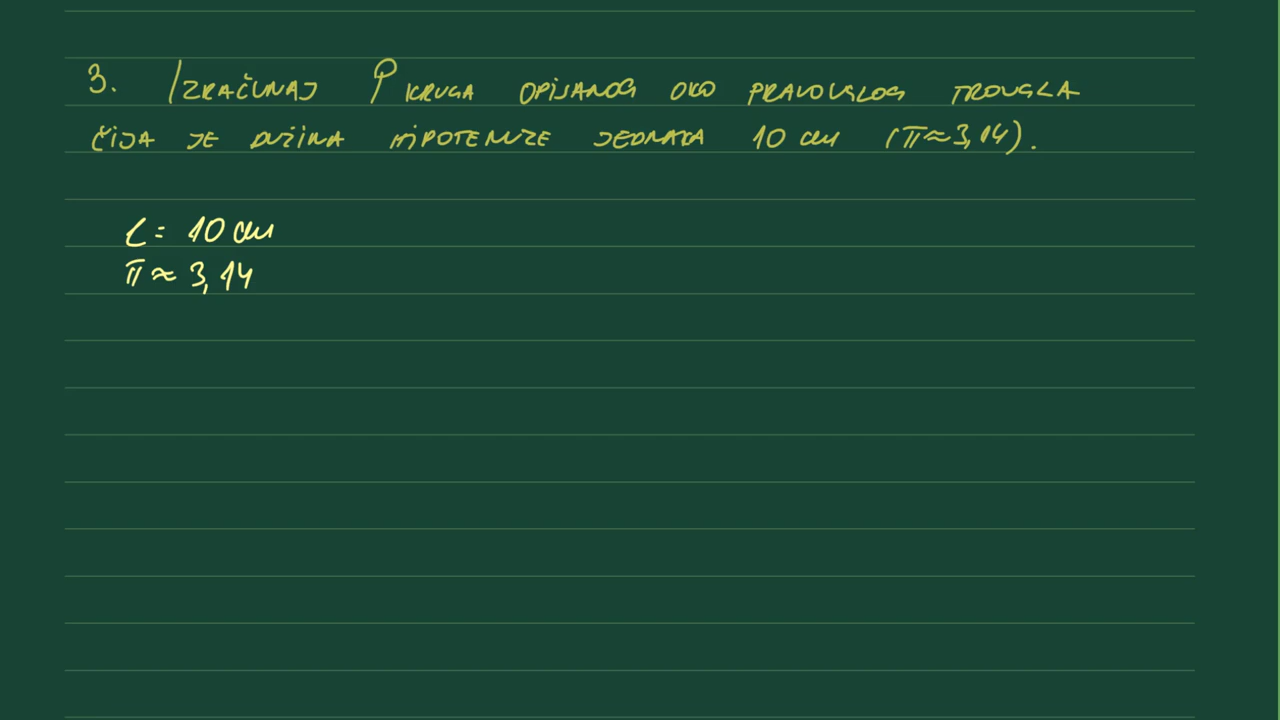 3. IZRAČUNAJ P KRUGA OPISANOG OKO PRAVOUGLOG TROUGLA
ČIJA JE DUŽINA HIPOTENUZE JEDNAKA 10 cm (π≈3,14).
c = 10 cm
π ≈ 3,14